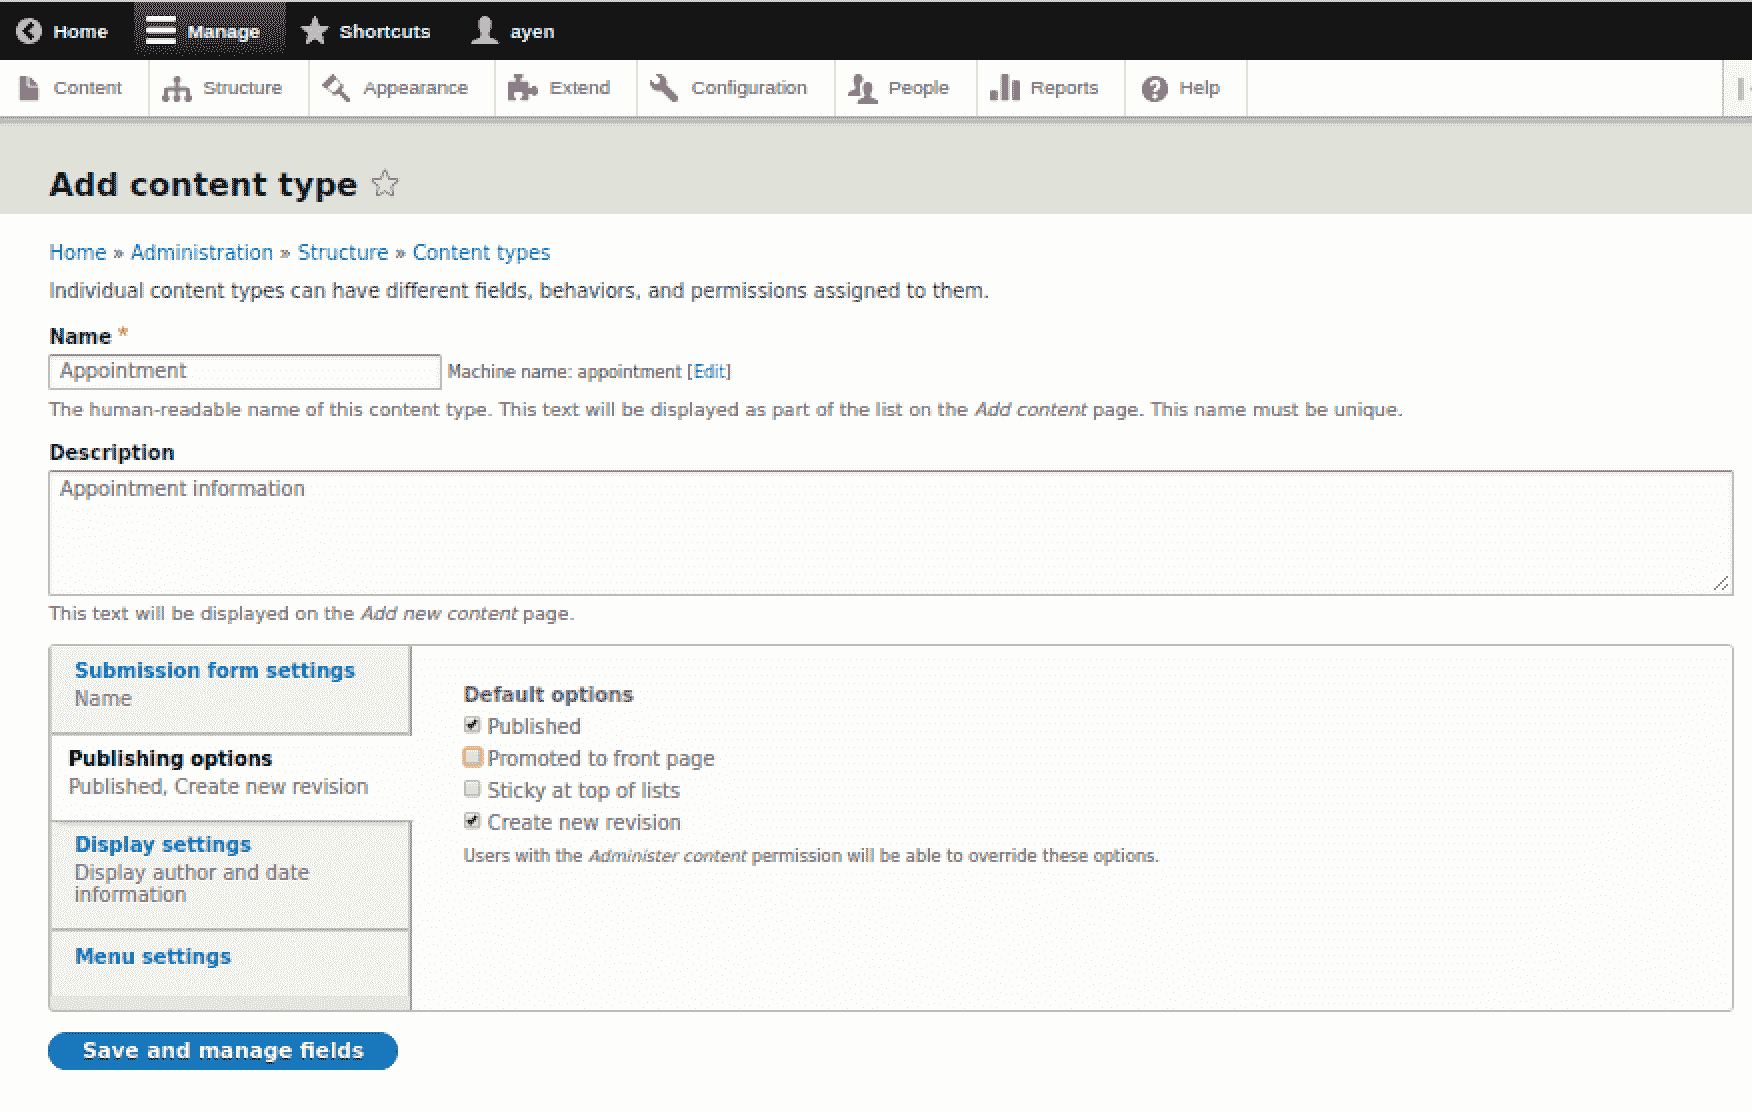 Home Manage Shortcuts ayen
Content Structure Appearance Extend Configuration People Reports Help
Add content type
Home » Administration » Structure » Content types
Individual content types can have different fields, behaviors, and permissions assigned to them.
Name *
Appointment Machine name: appointment [Edit]
The human-readable name of this content type. This text will be displayed as part of the list on the Add content page. This name must be unique.
Description
Appointment information
This text will be displayed on the Add new content page.
Submission form settings
Name
Publishing options
Published, Create new revision
Display settings
Display author and date
information
Menu settings
Default options
Published
Promoted to front page
Sticky at top of lists
Create new revision
Users with the Administer content permission will be able to override these options.
Save and manage fields